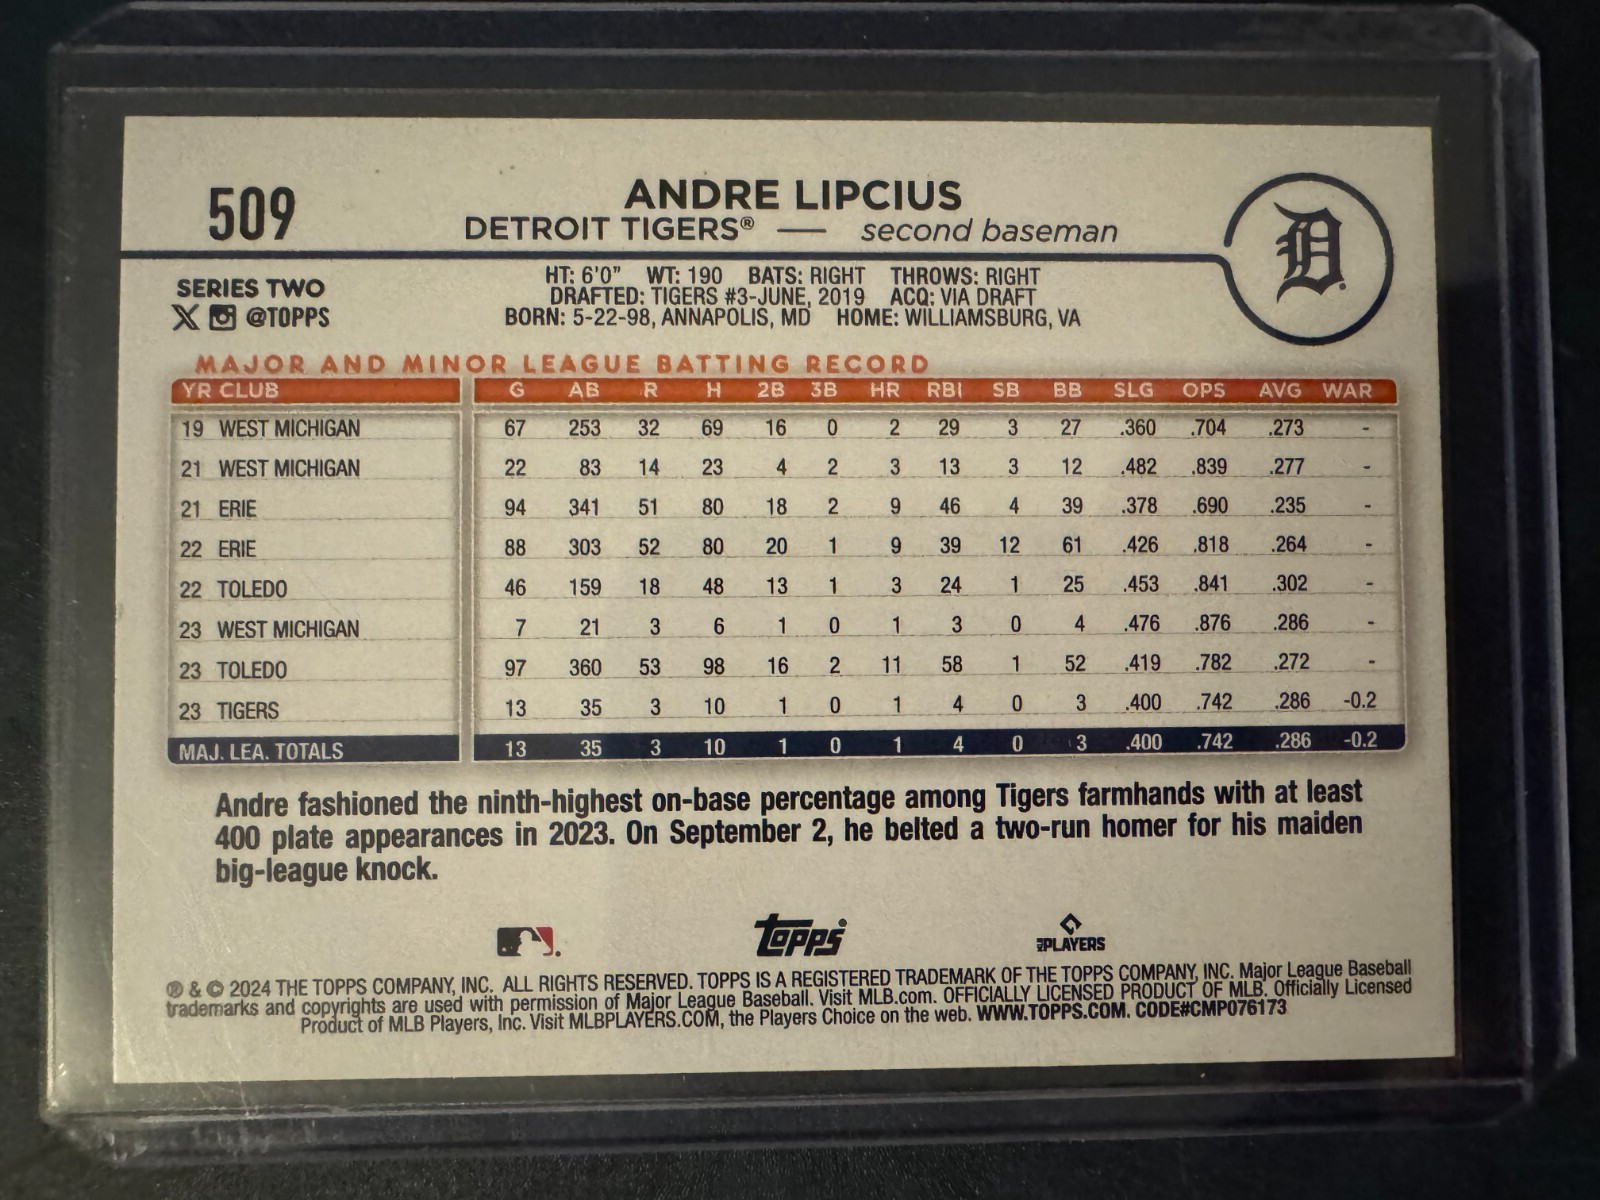 509
ANDRE LIPCIUS
DETROIT TIGERS® — second baseman
D
SERIES TWO
@TOPPS
HT: 6'0" WT: 190 BATS: RIGHT THROWS: RIGHT
DRAFTED: TIGERS #3-JUNE, 2019 ACQ: VIA DRAFT
BORN: 5-22-98, ANNAPOLIS, MD HOME: WILLIAMSBURG, VA
MAJOR AND MINOR LEAGUE BATTING RECORD
YR CLUB G AB R H 2B 3B HR RBI SB BB SLG OPS AVG WAR
19 WEST MICHIGAN 67 253 32 69 16 0 2 29 3 27 .360 .704 .273 -
21 WEST MICHIGAN 22 83 14 23 4 2 3 13 3 12 .482 .839 .277 -
21 ERIE 94 341 51 80 18 2 9 46 4 39 .378 .690 .235 -
22 ERIE 88 303 52 80 20 1 9 39 12 61 .426 .818 .264 -
22 TOLEDO 46 159 18 48 13 1 3 24 1 25 .453 .841 .302 -
23 WEST MICHIGAN 7 21 3 6 1 0 1 3 0 4 .476 .876 .286 -
23 TOLEDO 97 360 53 98 16 2 11 58 1 52 .419 .782 .272 -
23 TIGERS 13 35 3 10 1 0 1 4 0 3 .400 .742 .286 -0.2
MAJ. LEA. TOTALS 13 35 3 10 1 0 1 4 0 3 .400 .742 .286 -0.2
Andre fashioned the ninth-highest on-base percentage among Tigers farmhands with at least
400 plate appearances in 2023. On September 2, he belted a two-run homer for his maiden
big-league knock.
Topps
PLAYERS
® & © 2024 THE TOPPS COMPANY, INC. ALL RIGHTS RESERVED. TOPPS IS A REGISTERED TRADEMARK OF THE TOPPS COMPANY, INC. Major League Baseball
trademarks and copyrights are used with permission of Major League Baseball. Visit MLB.com. OFFICIALLY LICENSED PRODUCT OF MLB. Officially Licensed
Product of MLB Players, Inc. Visit MLBPLAYERS.COM, the Players Choice on the web. WWW.TOPPS.COM. CODE#CMP076173